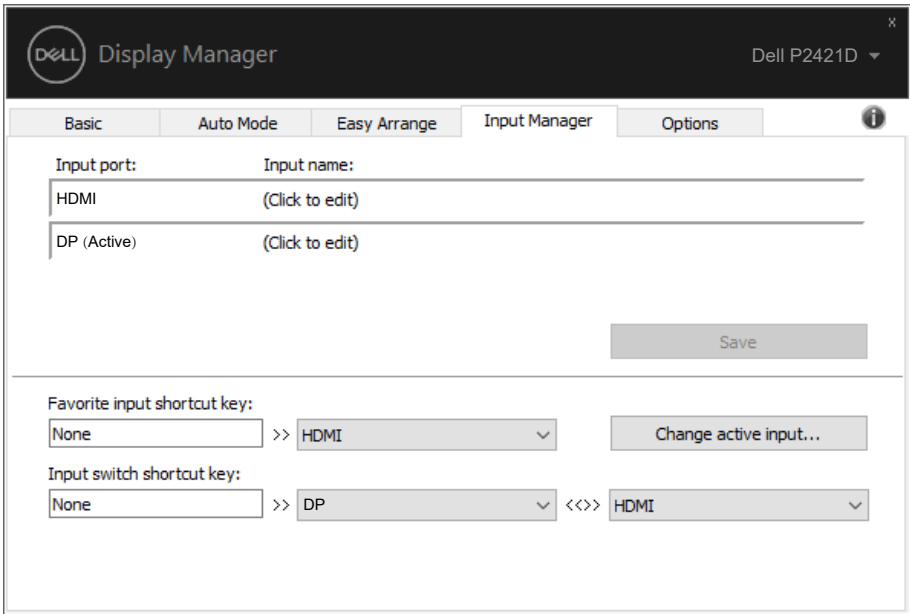 x
DELL Display Manager Dell P2421D
Basic Auto Mode Easy Arrange Input Manager Options i
Input port: Input name:
HDMI (Click to edit)
DP (Active) (Click to edit)
Save
Favorite input shortcut key:
None >> HDMI Change active input...
Input switch shortcut key:
None >> DP <<>> HDMI